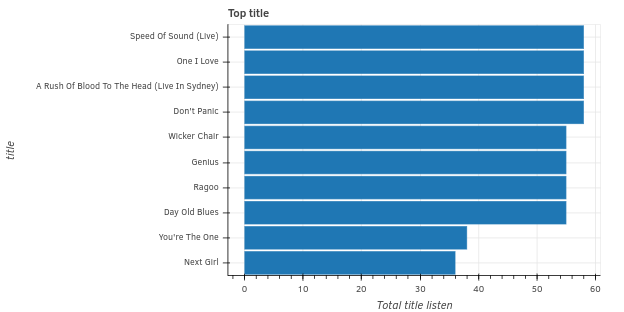 Top title
Speed Of Sound (Live)
One I Love
A Rush Of Blood To The Head (Live In Sydney)
Don't Panic
Wicker Chair
Genius
Ragoo
Day Old Blues
You're The One
Next Girl
title
0 10 20 30 40 50 60
Total title listen